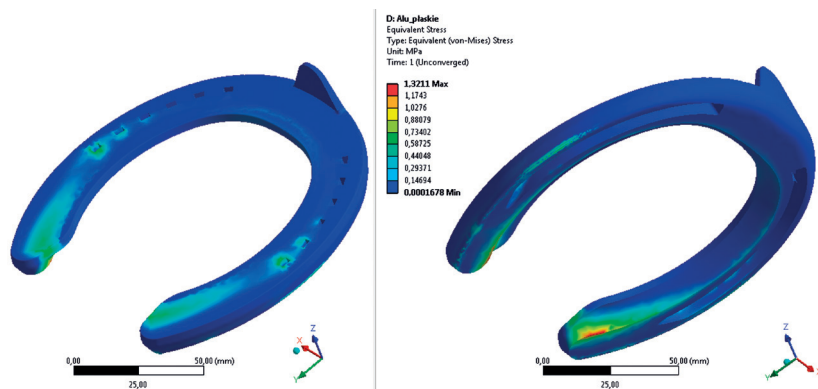 D: Alu_płaskie
Equivalent Stress
Type: Equivalent (von-Mises) Stress
Unit: MPa
Time: 1 (Unconverged)
1,3211 Max
1,1743
1,0276
0,88079
0,73402
0,58725
0,44048
0,29371
0,14694
0,0001678 Min
Z
X
Y
0,00
50,00 (mm)
25,00
Z
X
Y
0,00
50,00 (mm)
25,00